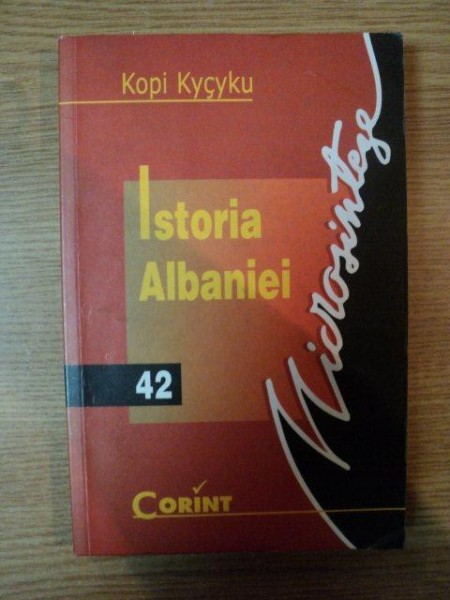 Kopi Kyçyku
Istoria
Albaniei
Microsinteze
42
CORINT